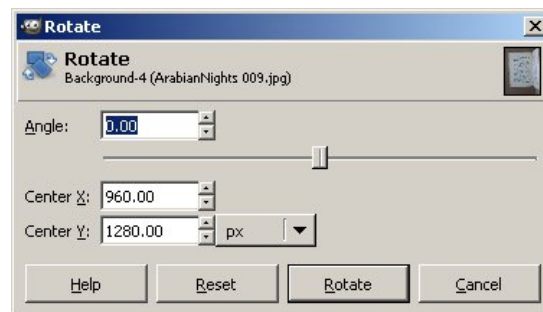 Rotate
Rotate
Background-4 (ArabianNights 009.jpg)
Angle: 0.00
Center X: 960.00
Center Y: 1280.00 px
Help Reset Rotate Cancel